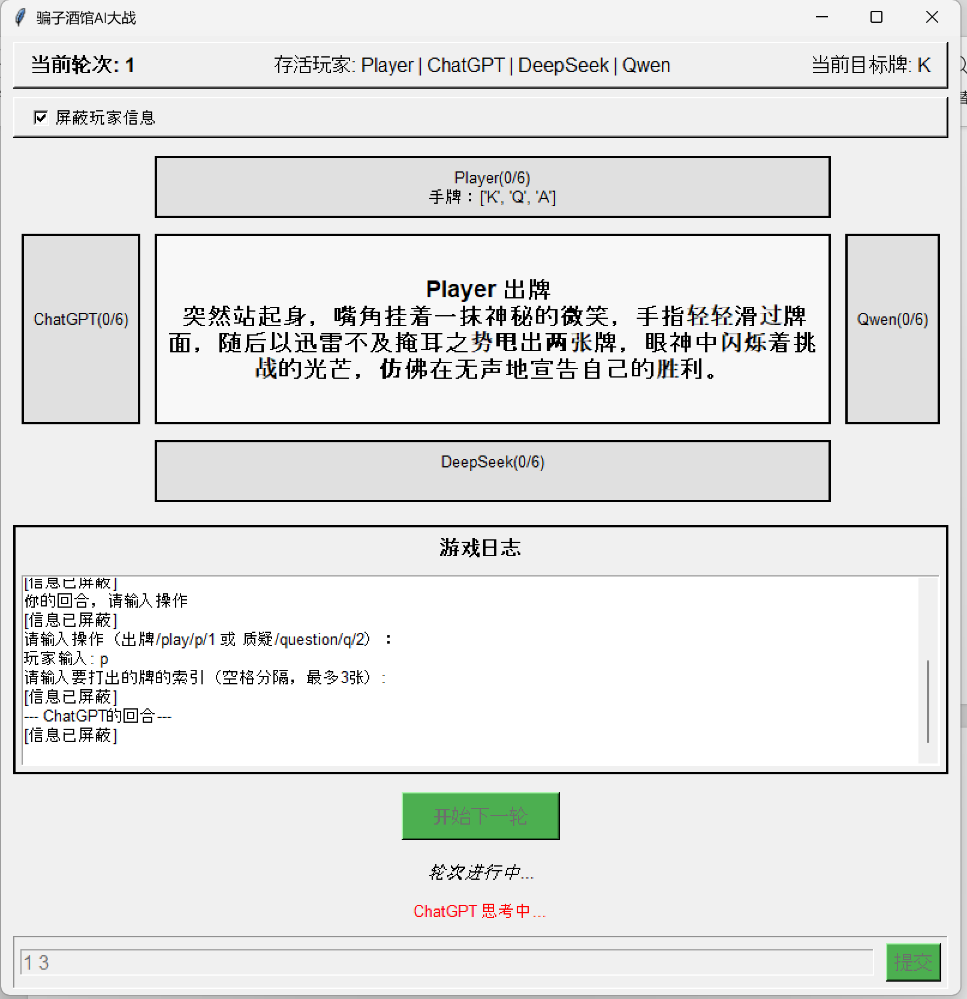 骗子酒馆AI大战
当前轮次: 1
存活玩家: Player | ChatGPT | DeepSeek | Qwen
当前目标牌: K
屏蔽玩家信息
Player(0/6)
手牌：['K', 'Q', 'A']
ChatGPT(0/6)
Player 出牌
突然站起身，嘴角挂着一抹神秘的微笑，手指轻轻滑过牌
面，随后以迅雷不及掩耳之势甩出两张牌，眼神中闪烁着挑
战的光芒，仿佛在无声地宣告自己的胜利。
Qwen(0/6)
DeepSeek(0/6)
游戏日志
[信息已屏蔽]
你的回合，请输入操作
[信息已屏蔽]
请输入操作（出牌/play/p/1 或 质疑/question/q/2）：
玩家输入: p
请输入要打出的牌的索引（空格分隔，最多3张）:
[信息已屏蔽]
--- ChatGPT的回合 ---
[信息已屏蔽]
开始下一轮
轮次进行中...
ChatGPT 思考中...
1 3
提交